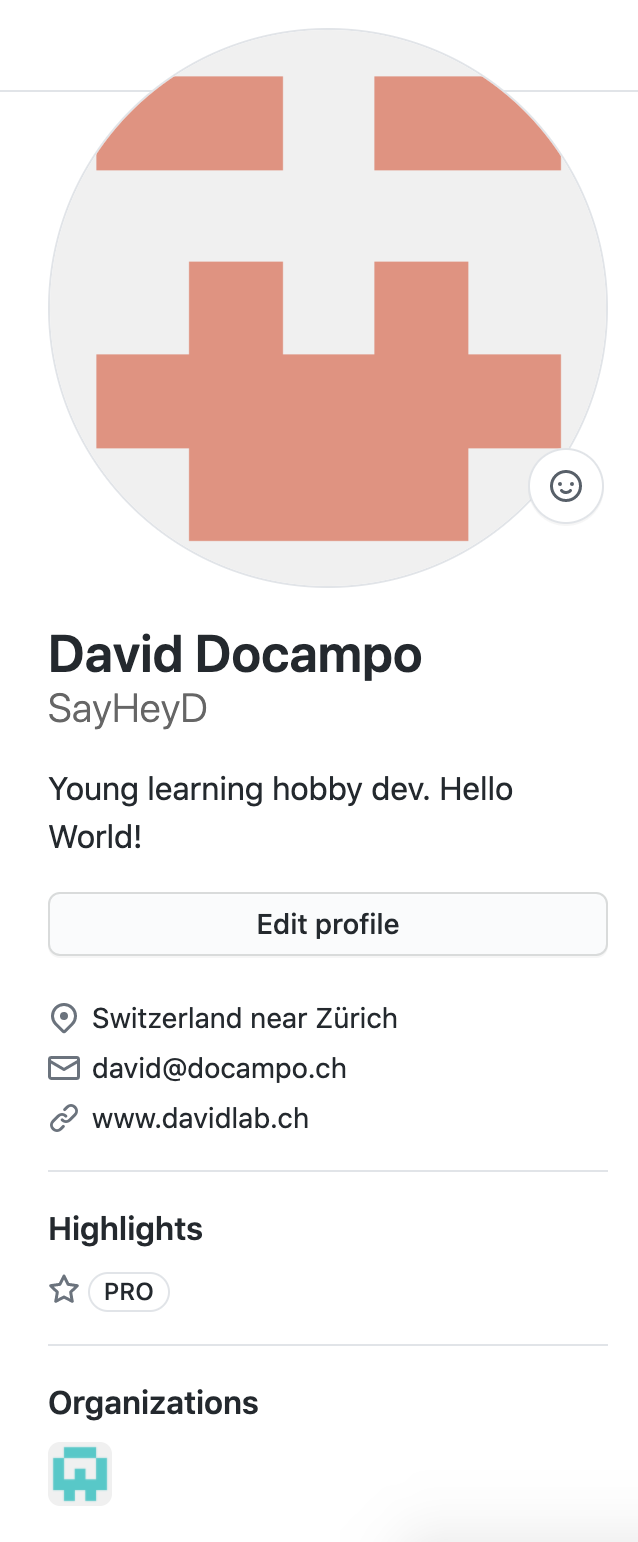 David Docampo
SayHeyD
Young learning hobby dev. Hello
World!
Edit profile
Switzerland near Zürich
david@docampo.ch
www.davidlab.ch
Highlights
PRO
Organizations